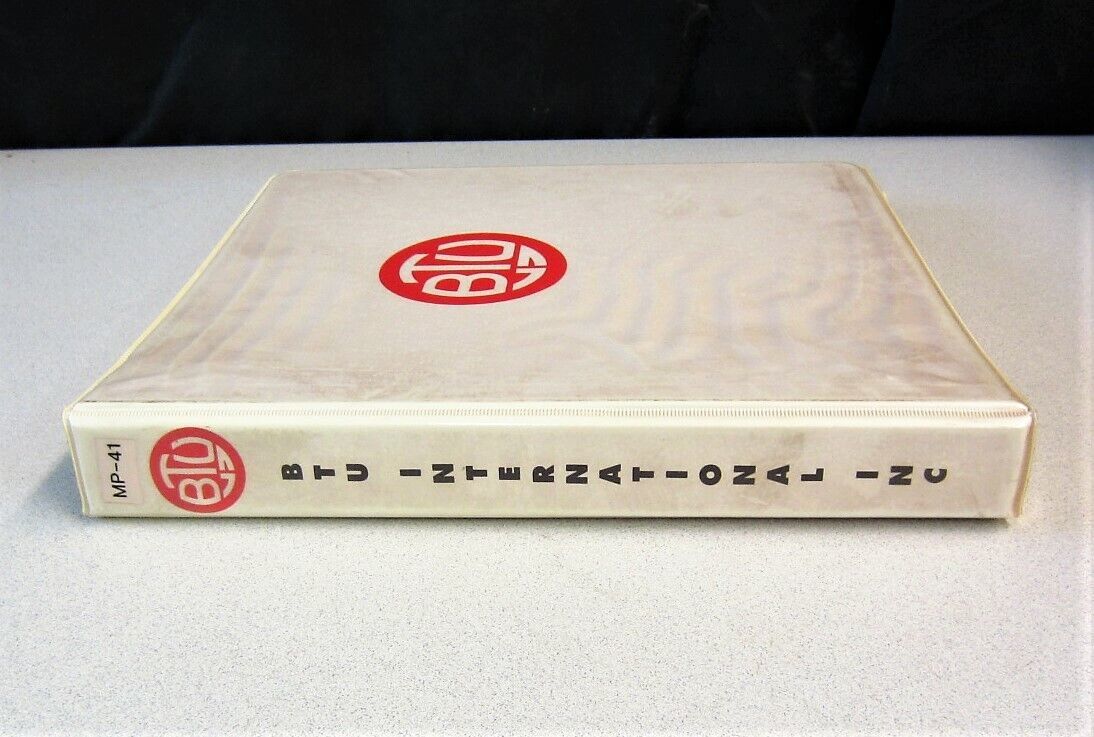 BTU
MP-41
BTU
BTU INTERNATIONAL INC